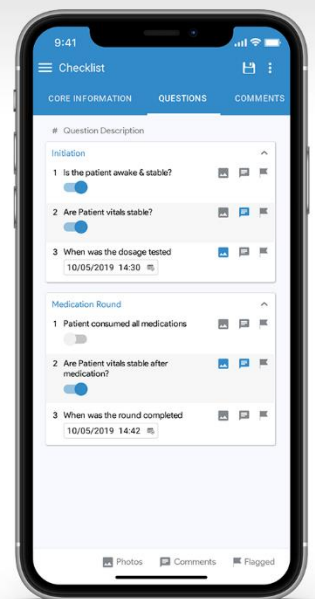 9:41
Checklist
CORE INFORMATION QUESTIONS COMMENTS
# Question Description
Initiation
1 Is the patient awake & stable?
2 Are Patient vitals stable?
3 When was the dosage tested
10/05/2019 14:30
Medication Round
1 Patient consumed all medications
2 Are Patient vitals stable after
medication?
3 When was the round completed
10/05/2019 14:42
Photos Comments Flagged